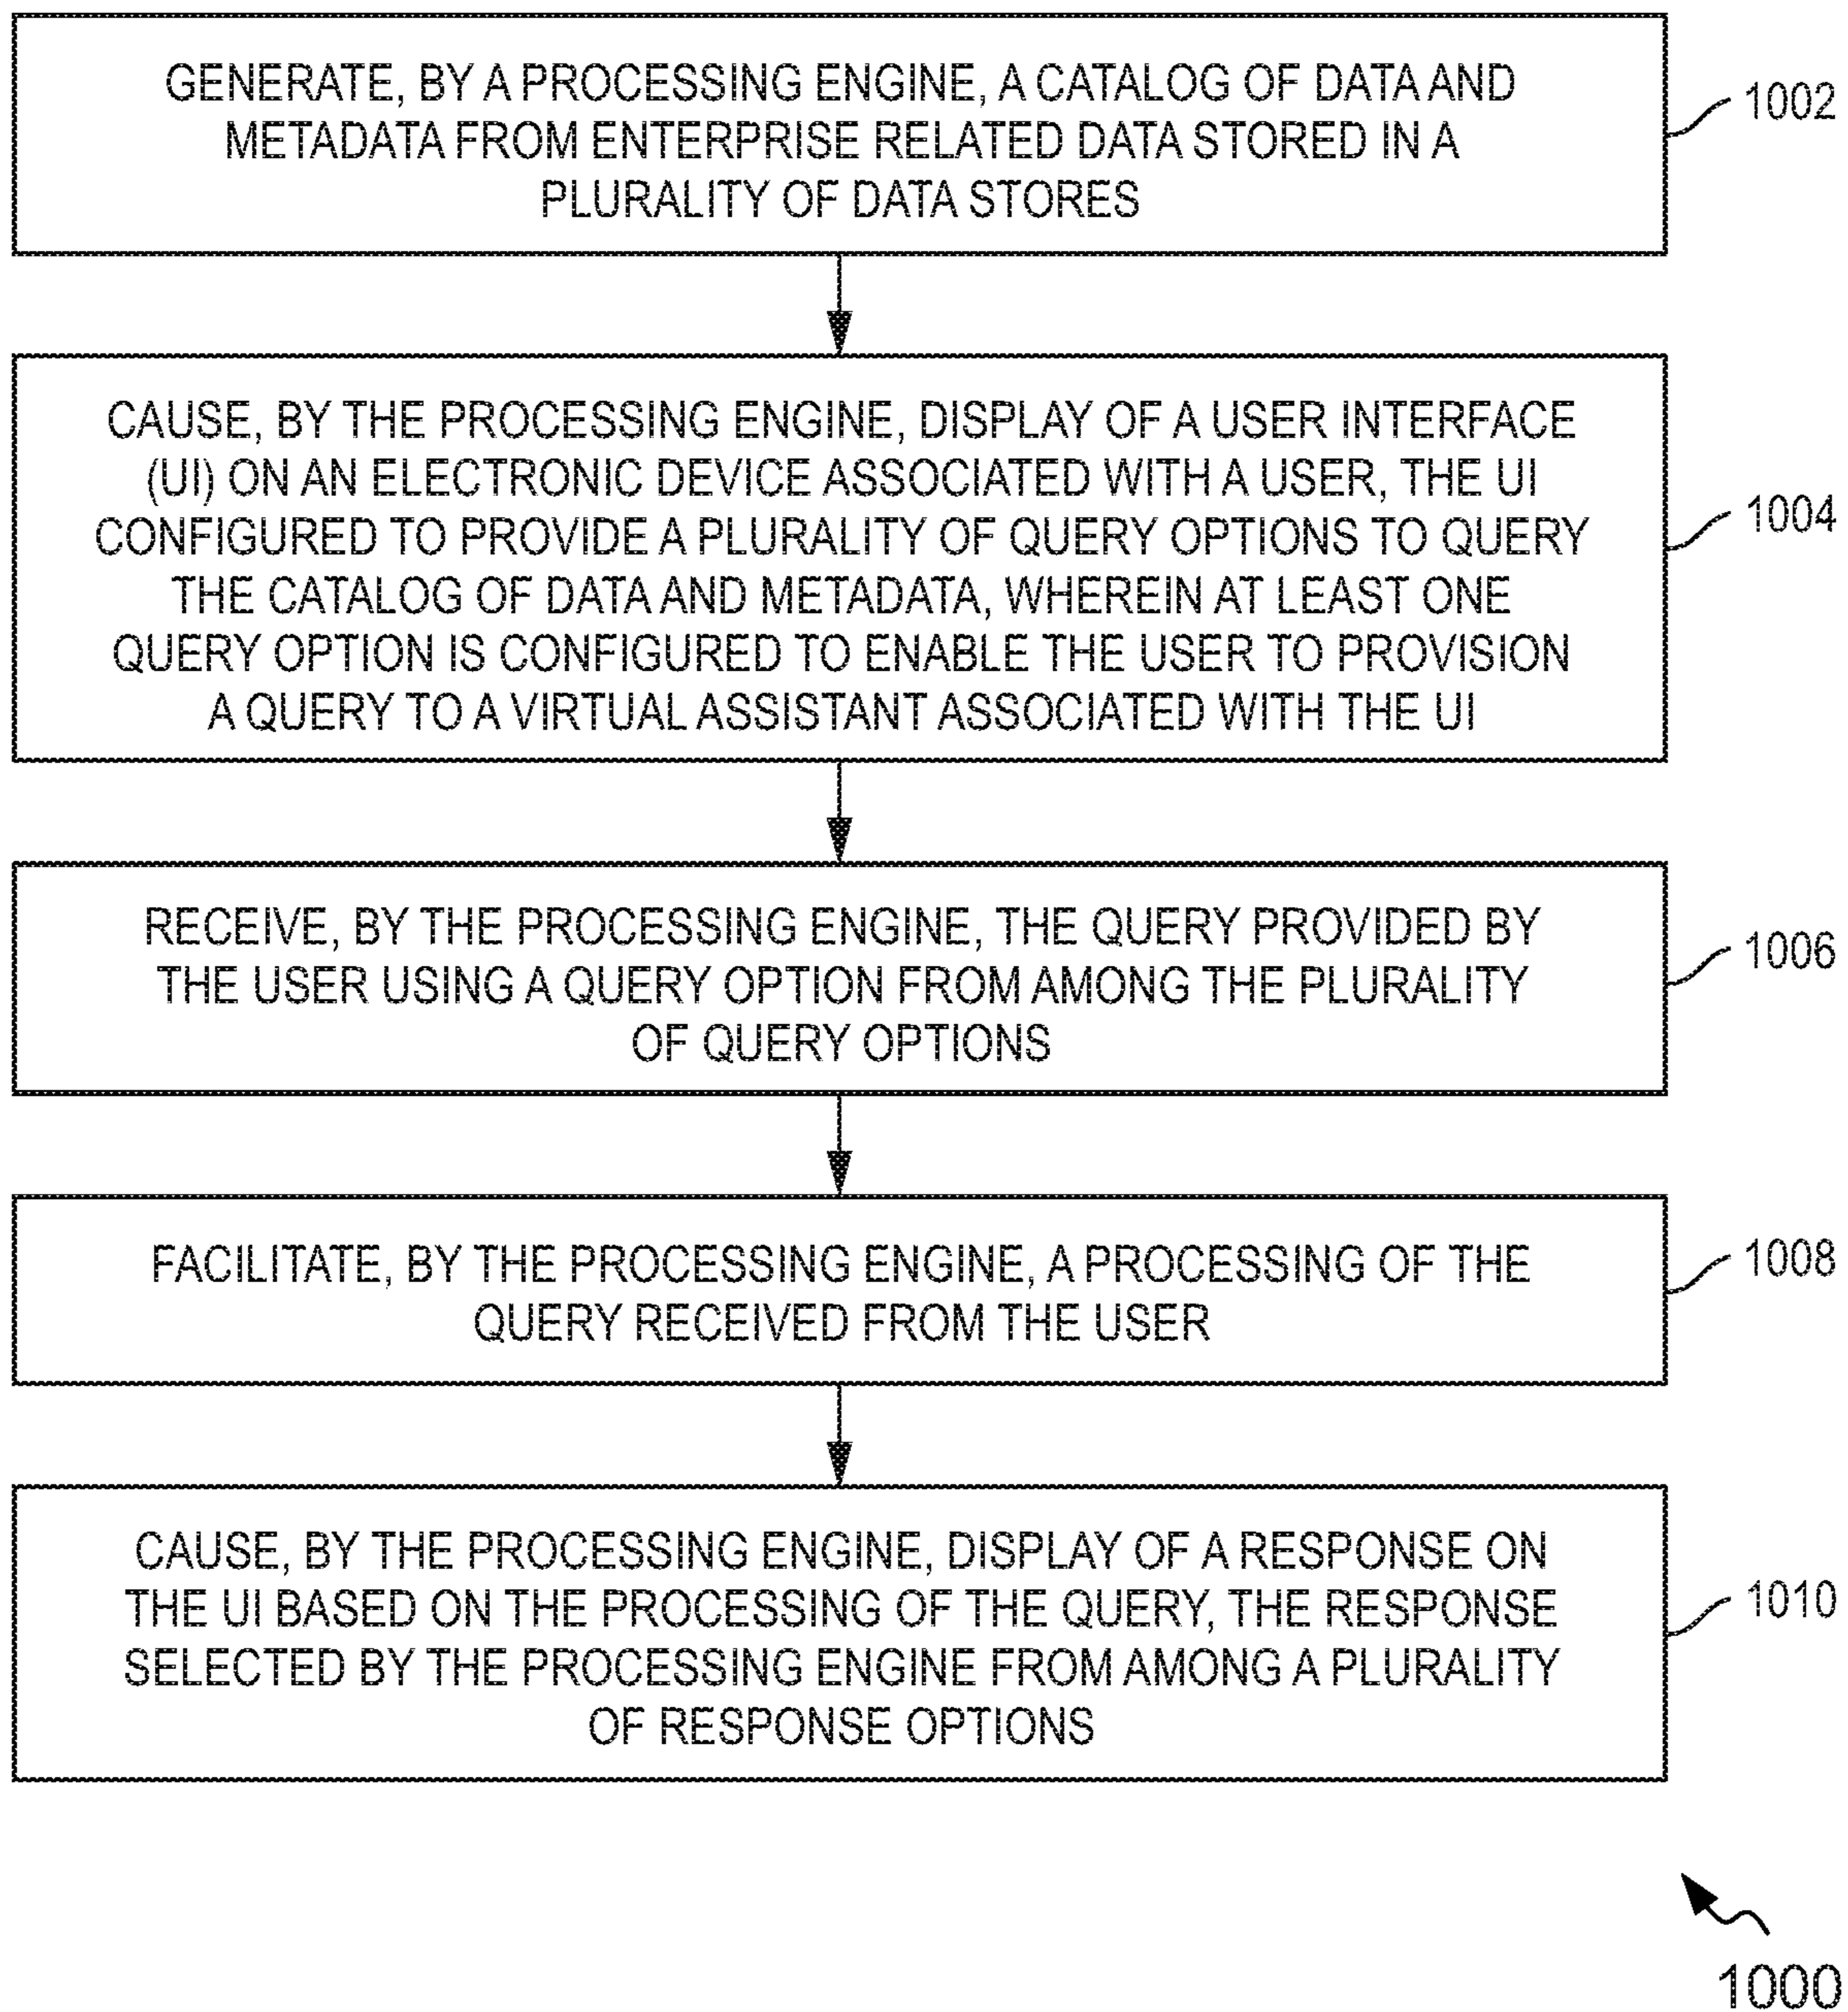 GENERATE, BY A PROCESSING ENGINE, A CATALOG OF DATA AND
METADATA FROM ENTERPRISE RELATED DATA STORED IN A
PLURALITY OF DATA STORES
1002
CAUSE, BY THE PROCESSING ENGINE, DISPLAY OF A USER INTERFACE
(UI) ON AN ELECTRONIC DEVICE ASSOCIATED WITH A USER, THE UI
CONFIGURED TO PROVIDE A PLURALITY OF QUERY OPTIONS TO QUERY
THE CATALOG OF DATA AND METADATA, WHEREIN AT LEAST ONE
QUERY OPTION IS CONFIGURED TO ENABLE THE USER TO PROVISION
A QUERY TO A VIRTUAL ASSISTANT ASSOCIATED WITH THE UI
1004
RECEIVE, BY THE PROCESSING ENGINE, THE QUERY PROVIDED BY
THE USER USING A QUERY OPTION FROM AMONG THE PLURALITY
OF QUERY OPTIONS
1006
FACILITATE, BY THE PROCESSING ENGINE, A PROCESSING OF THE
QUERY RECEIVED FROM THE USER
1008
CAUSE, BY THE PROCESSING ENGINE, DISPLAY OF A RESPONSE ON
THE UI BASED ON THE PROCESSING OF THE QUERY, THE RESPONSE
SELECTED BY THE PROCESSING ENGINE FROM AMONG A PLURALITY
OF RESPONSE OPTIONS
1010
1000